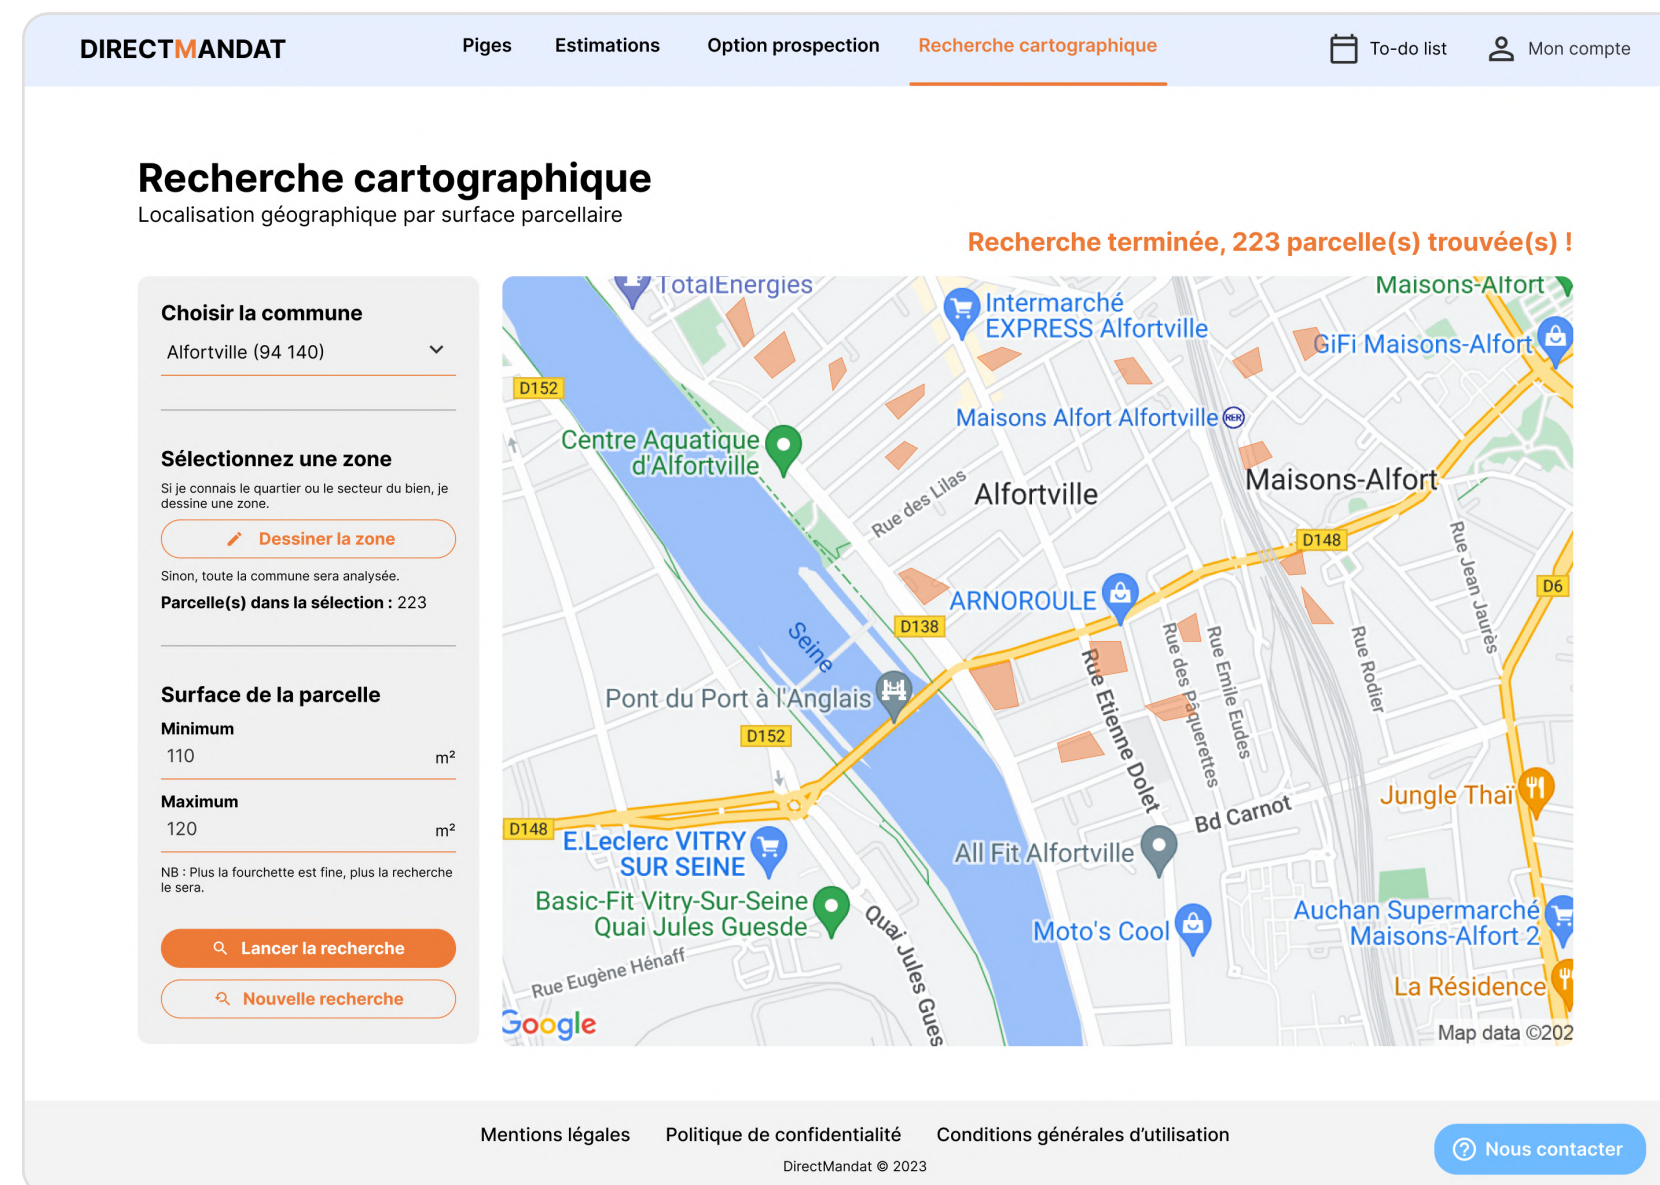 DIRECTMANDAT
Piges
Estimations
Option prospection
Recherche cartographique
To-do list
Mon compte
Recherche cartographique
Localisation géographique par surface parcellaire
Recherche terminée, 223 parcelle(s) trouvée(s) !
Choisir la commune
Alfortville (94 140)
Sélectionnez une zone
Si je connais le quartier ou le secteur du bien, je
dessine une zone.
Dessiner la zone
Sinon, toute la commune sera analysée.
Parcelle(s) dans la sélection : 223
Surface de la parcelle
Minimum
110 m²
Maximum
120 m²
NB : Plus la fourchette est fine, plus la recherche
le sera.
Lancer la recherche
Nouvelle recherche
TotalEnergies
Intermarché
EXPRESS Alfortville
Maisons-Alfort
GiFi Maisons-Alfort
D152
Maisons Alfort Alfortville
RER
Centre Aquatique
d'Alfortville
Rue des Lilas
Alfortville
Maisons-Alfort
D148
Rue Jean Jaurès
D6
ARNOROULE
D138
Seine
Rue des Pâquerettes
Rue Emile Eudes
Rue Rodier
Rue Etienne Dolet
Pont du Port à l'Anglais
D152
Bd Carnot
Jungle Thaï
D148
E.Leclerc VITRY
SUR SEINE
All Fit Alfortville
Basic-Fit Vitry-Sur-Seine
Quai Jules Guesde
Quai Jules Gues
Moto's Cool
Auchan Supermarché
Maisons-Alfort 2
Rue Eugène Hénaff
La Résidence
Google
Map data ©202
Mentions légales
Politique de confidentialité
Conditions générales d’utilisation
DirectMandat © 2023
Nous contacter